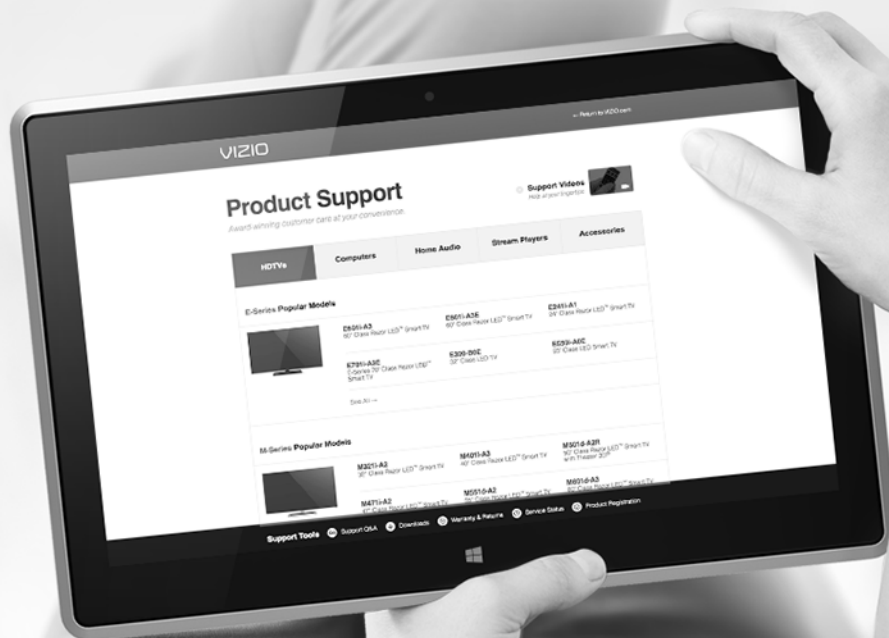 VIZIO
← Return to VIZIO.com
Product Support
Award winning customer care at your convenience.
Support Videos
Help at your fingertips
HDTVs
Computers
Home Audio
Stream Players
Accessories
E-Series Popular Models
E601i-A3
60" Class Razor LED™ Smart TV
E601i-A3E
60" Class Razor LED™ Smart TV
E241i-A1
24" Class Razor LED™ Smart TV
E701i-A3E
E-Series 70" Class Razor LED™
Smart TV
E320-B0E
32" Class LED TV
Class LED Smart TV
See All →
M-Series Popular Models
M321i-A2
32" Class Razor LED™ Smart TV
M401i-A3
40" Class Razor LED™ Smart TV
M501d-A2R
50" Class Razor LED™ Smart TV
with Theater 3D®
M471i-A2
47" Class Razor LED™ Smart TV
M551d-A2
55" Class Razor LED™ Smart TV
M601d-A3
60" Class Razor LED™ Smart TV
Support Tools
Support Q&A
Downloads
Warranty & Returns
Service Status
Product Registration